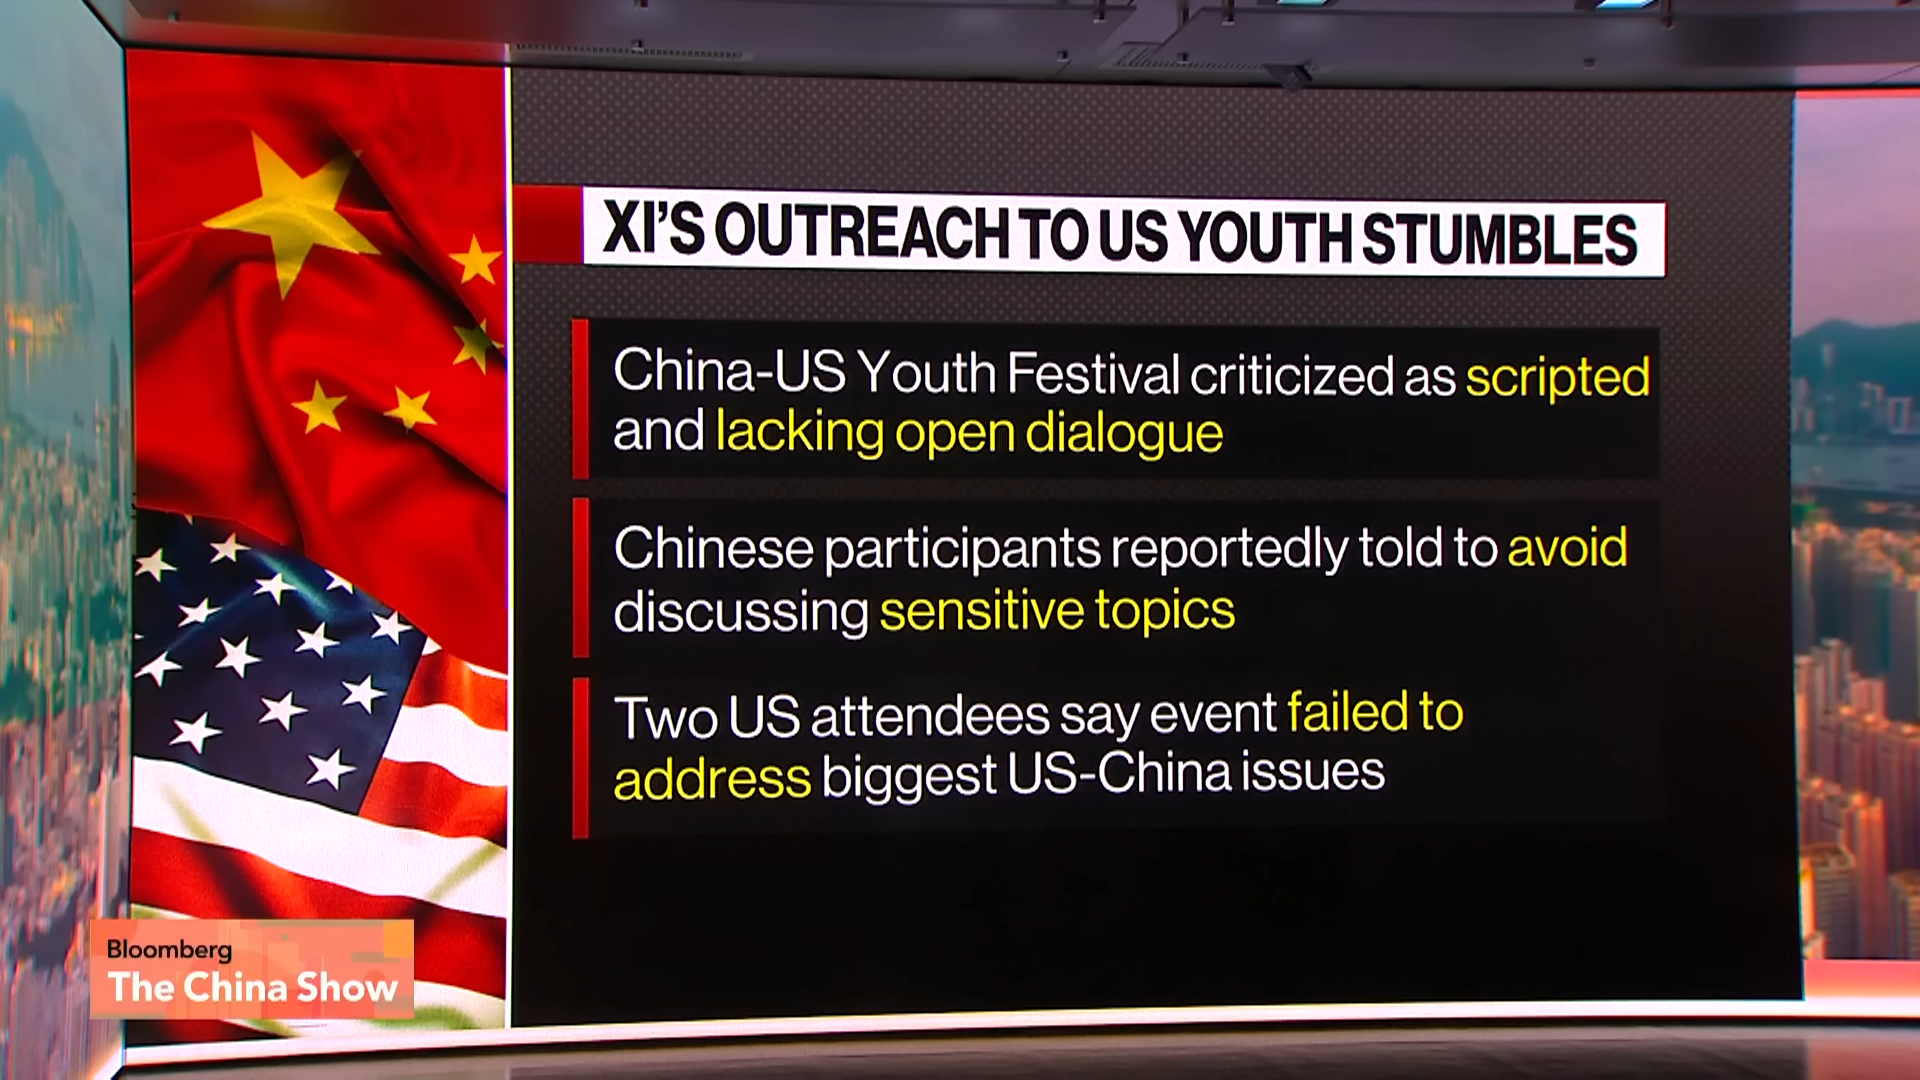 XI'S OUTREACH TO US YOUTH STUMBLES
China-US Youth Festival criticized as scripted
and lacking open dialogue
Chinese participants reportedly told to avoid
discussing sensitive topics
Two US attendees say event failed to
address biggest US-China issues
Bloomberg
The China Show